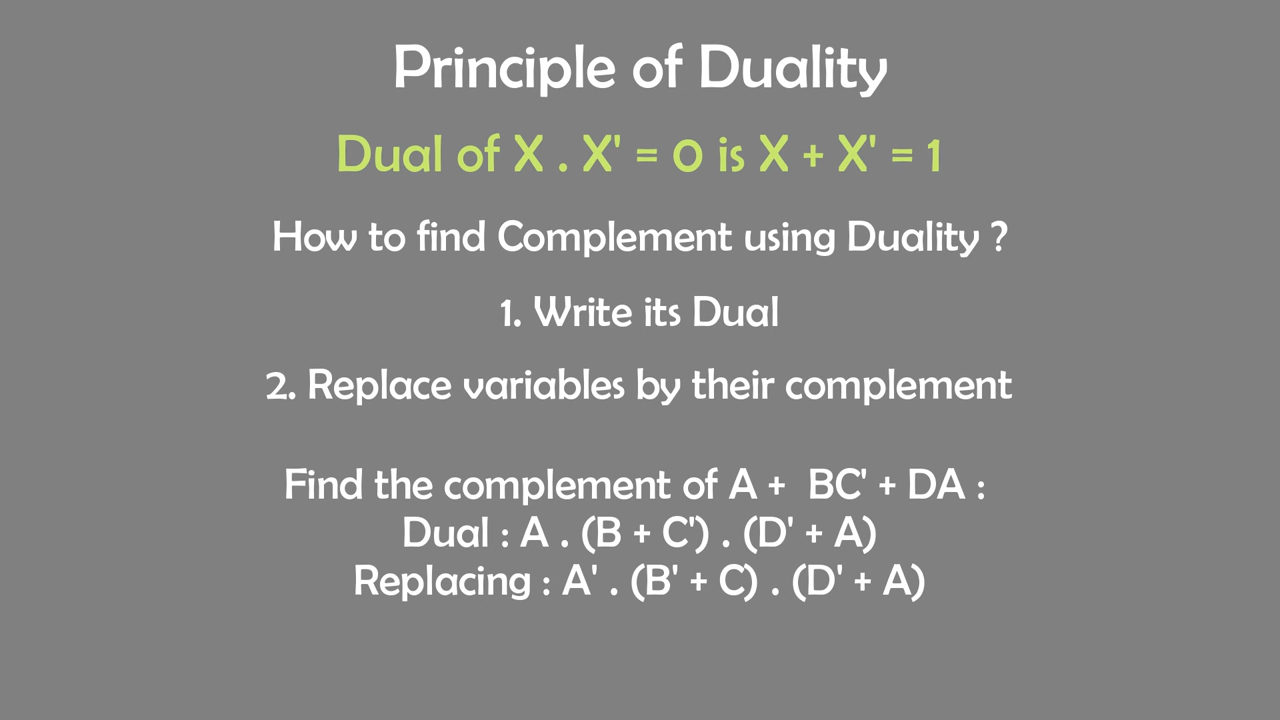 Principle of Duality
Dual of X . X' = 0 is X + X' = 1
How to find Complement using Duality ?
1. Write its Dual
2. Replace variables by their complement
Find the complement of A +  BC' + DA :
Dual : A . (B + C') . (D' + A)
Replacing : A' . (B' + C) . (D' + A)